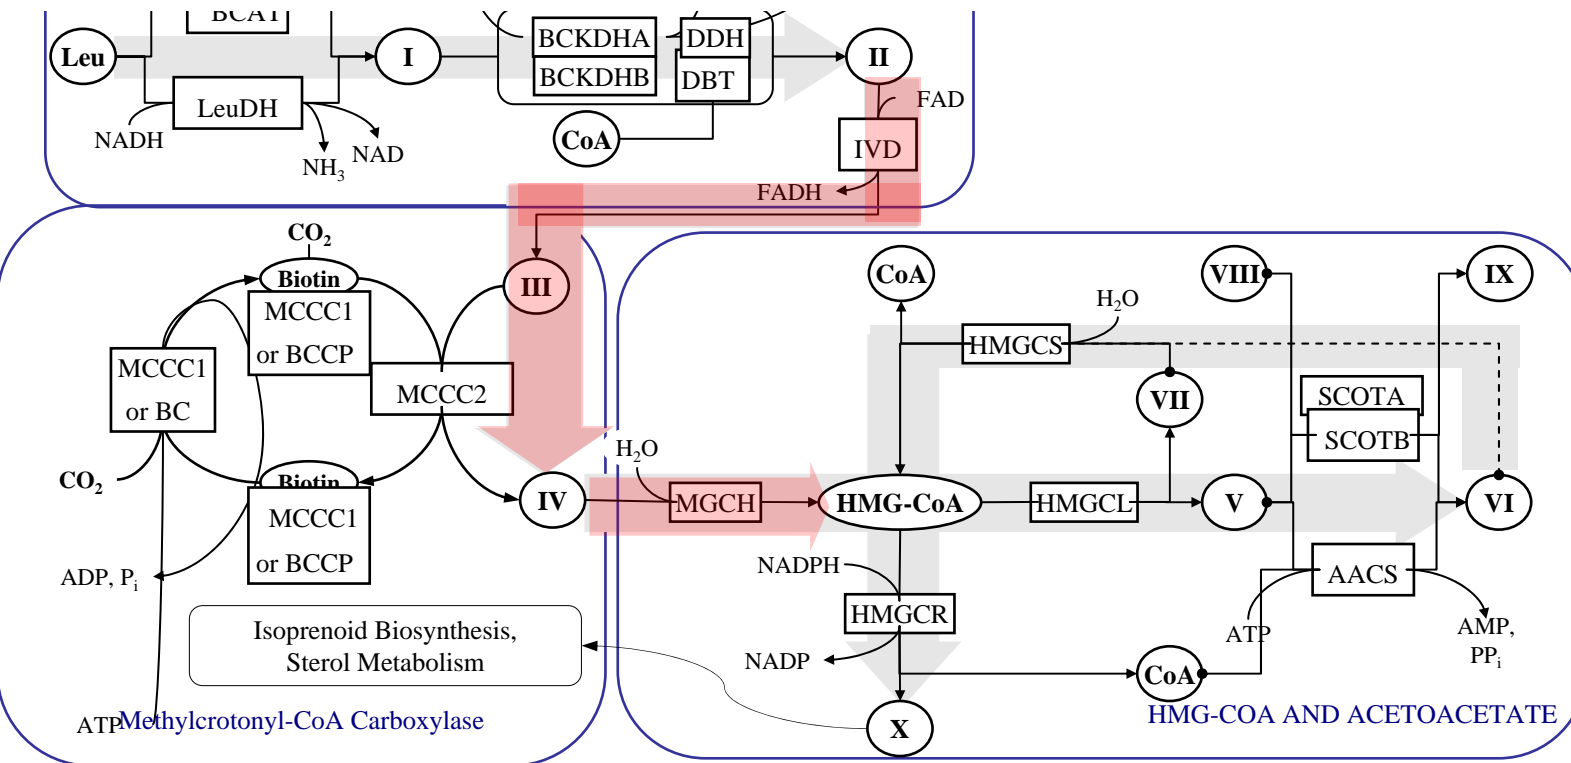 BCAT
Leu
I
BCKDHA
DDH
II
BCKDHB
DBT
LeuDH
FAD
NADH
CoA
IVD
NH3
NAD
FADH
CO2
Biotin
MCCC1
or BCCP
III
CoA
VIII
IX
H2O
HMGCS
MCCC1
or BC
MCCC2
VII
SCOTA
SCOTB
H2O
CO2
Biotin
IV
MGCH
HMG-CoA
HMGCL
V
VI
MCCC1
or BCCP
ADP, Pi
NADPH
AACS
HMGCR
Isoprenoid Biosynthesis,
Sterol Metabolism
ATP
AMP,
PPi
NADP
CoA
ATP
Methylcrotonyl-CoA Carboxylase
X
HMG-COA AND ACETOACETATE